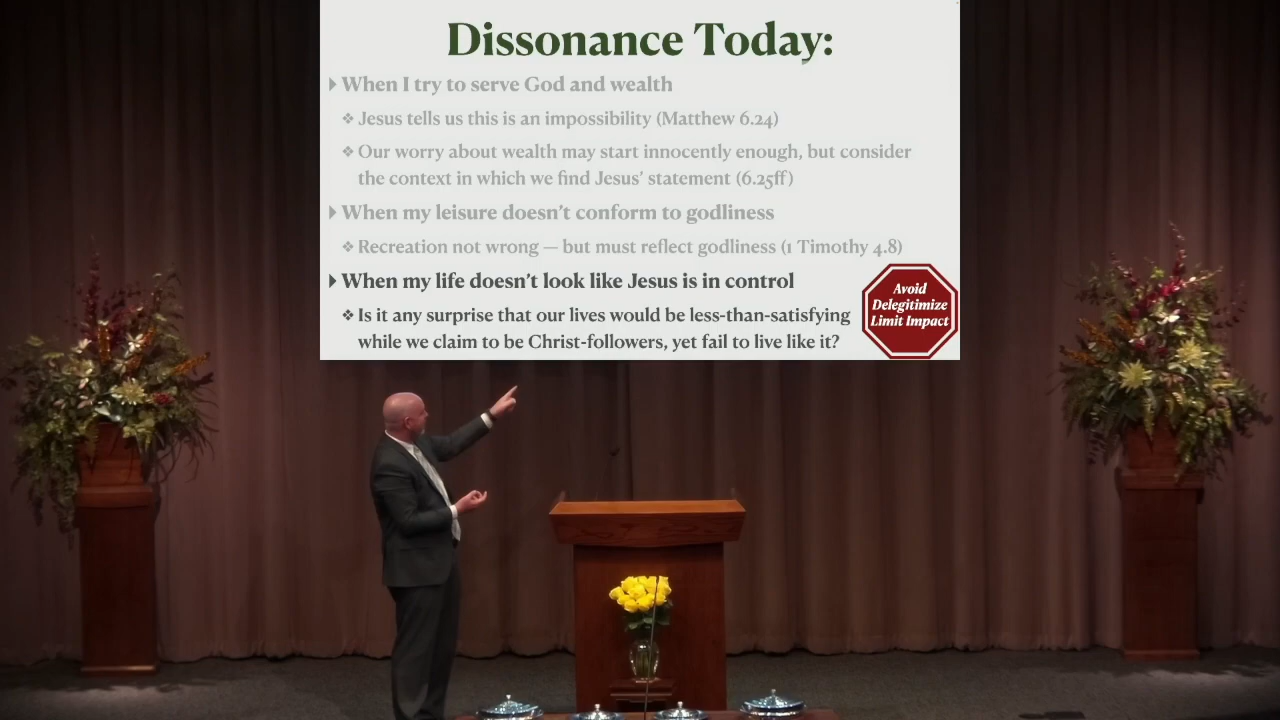 Dissonance Today:
When I try to serve God and wealth
Jesus tells us this is an impossibility (Matthew 6.24)
Our worry about wealth may start innocently enough, but consider
the context in which we find Jesus' statement (6.25ff)
When my leisure doesn't conform to godliness
Recreation not wrong — but must reflect godliness (1 Timothy 4.8)
When my life doesn't look like Jesus is in control
Is it any surprise that our lives would be less-than-satisfying
while we claim to be Christ-followers, yet fail to live like it?
Avoid
Delegitimize
Limit Impact